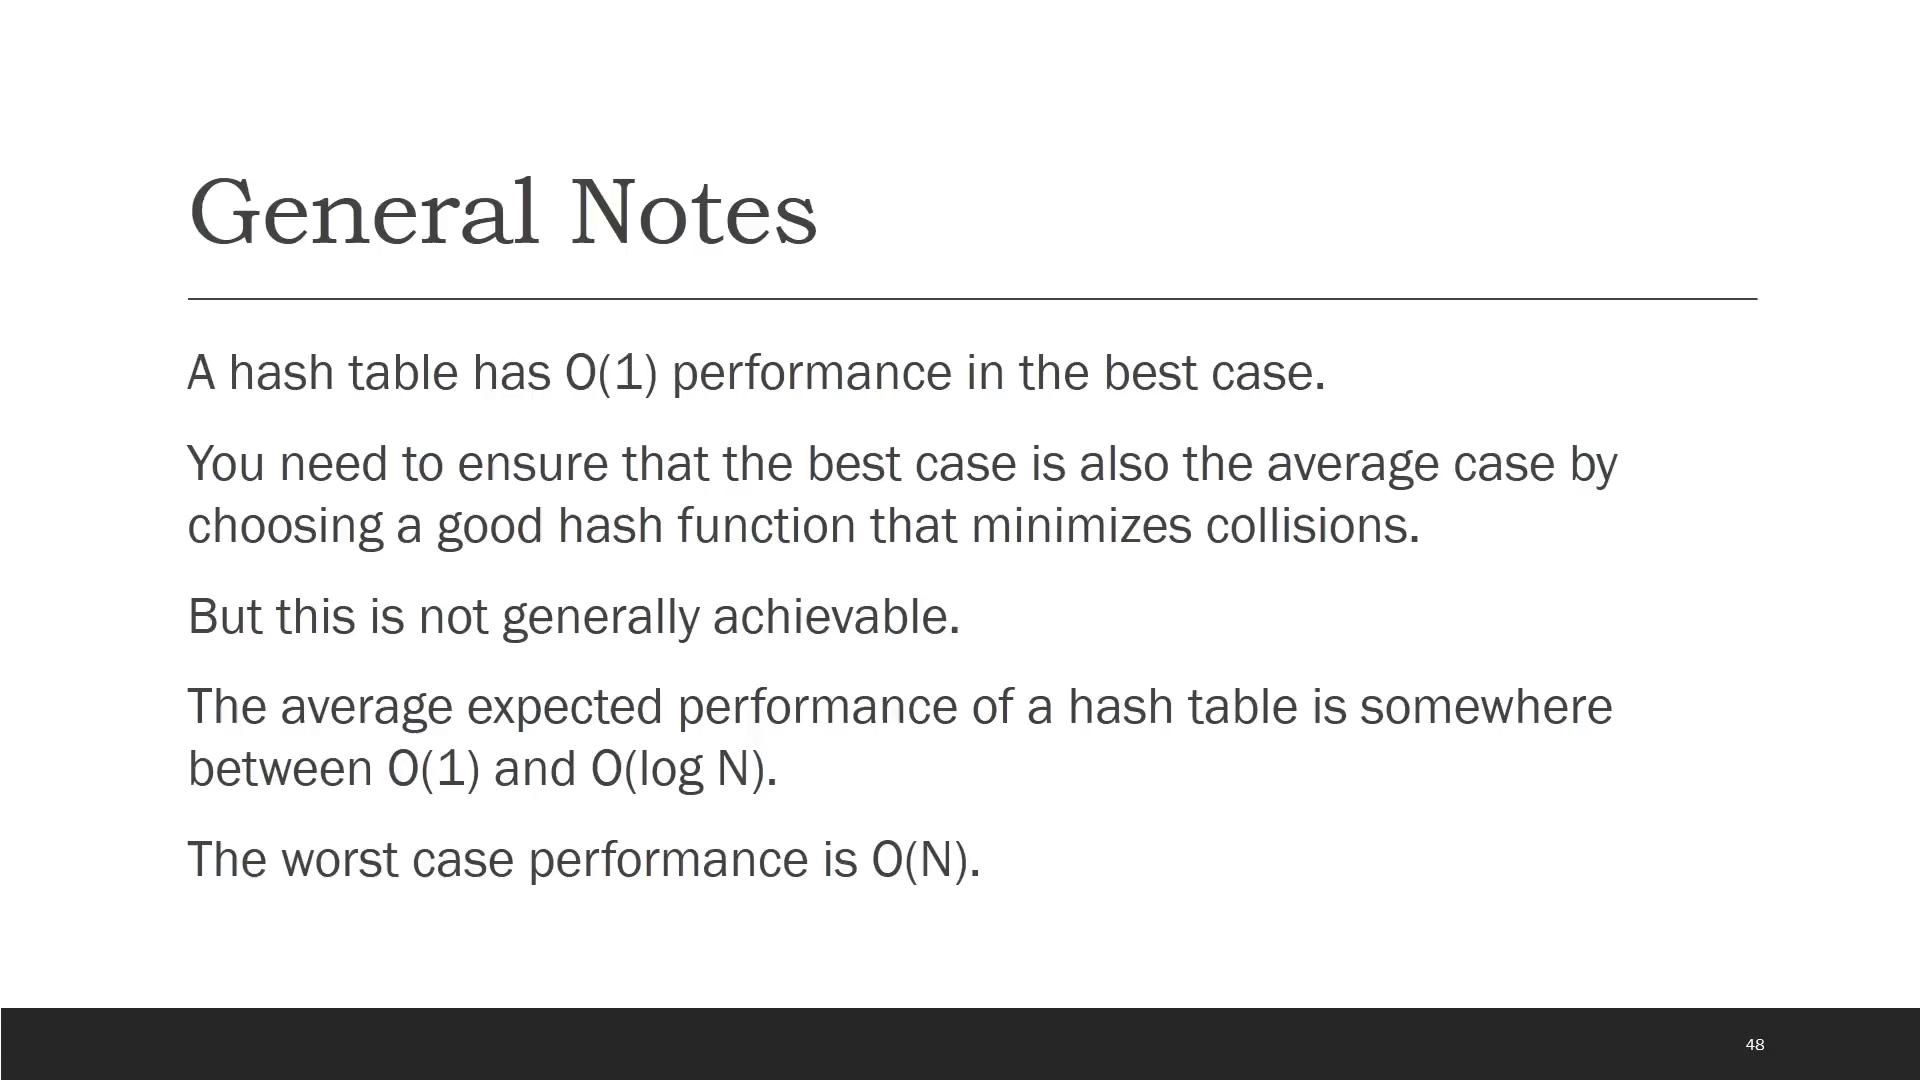 General Notes
A hash table has O(1) performance in the best case.
You need to ensure that the best case is also the average case by
choosing a good hash function that minimizes collisions.
But this is not generally achievable.
The average expected performance of a hash table is somewhere
between O(1) and O(log N).
The worst case performance is O(N).
48